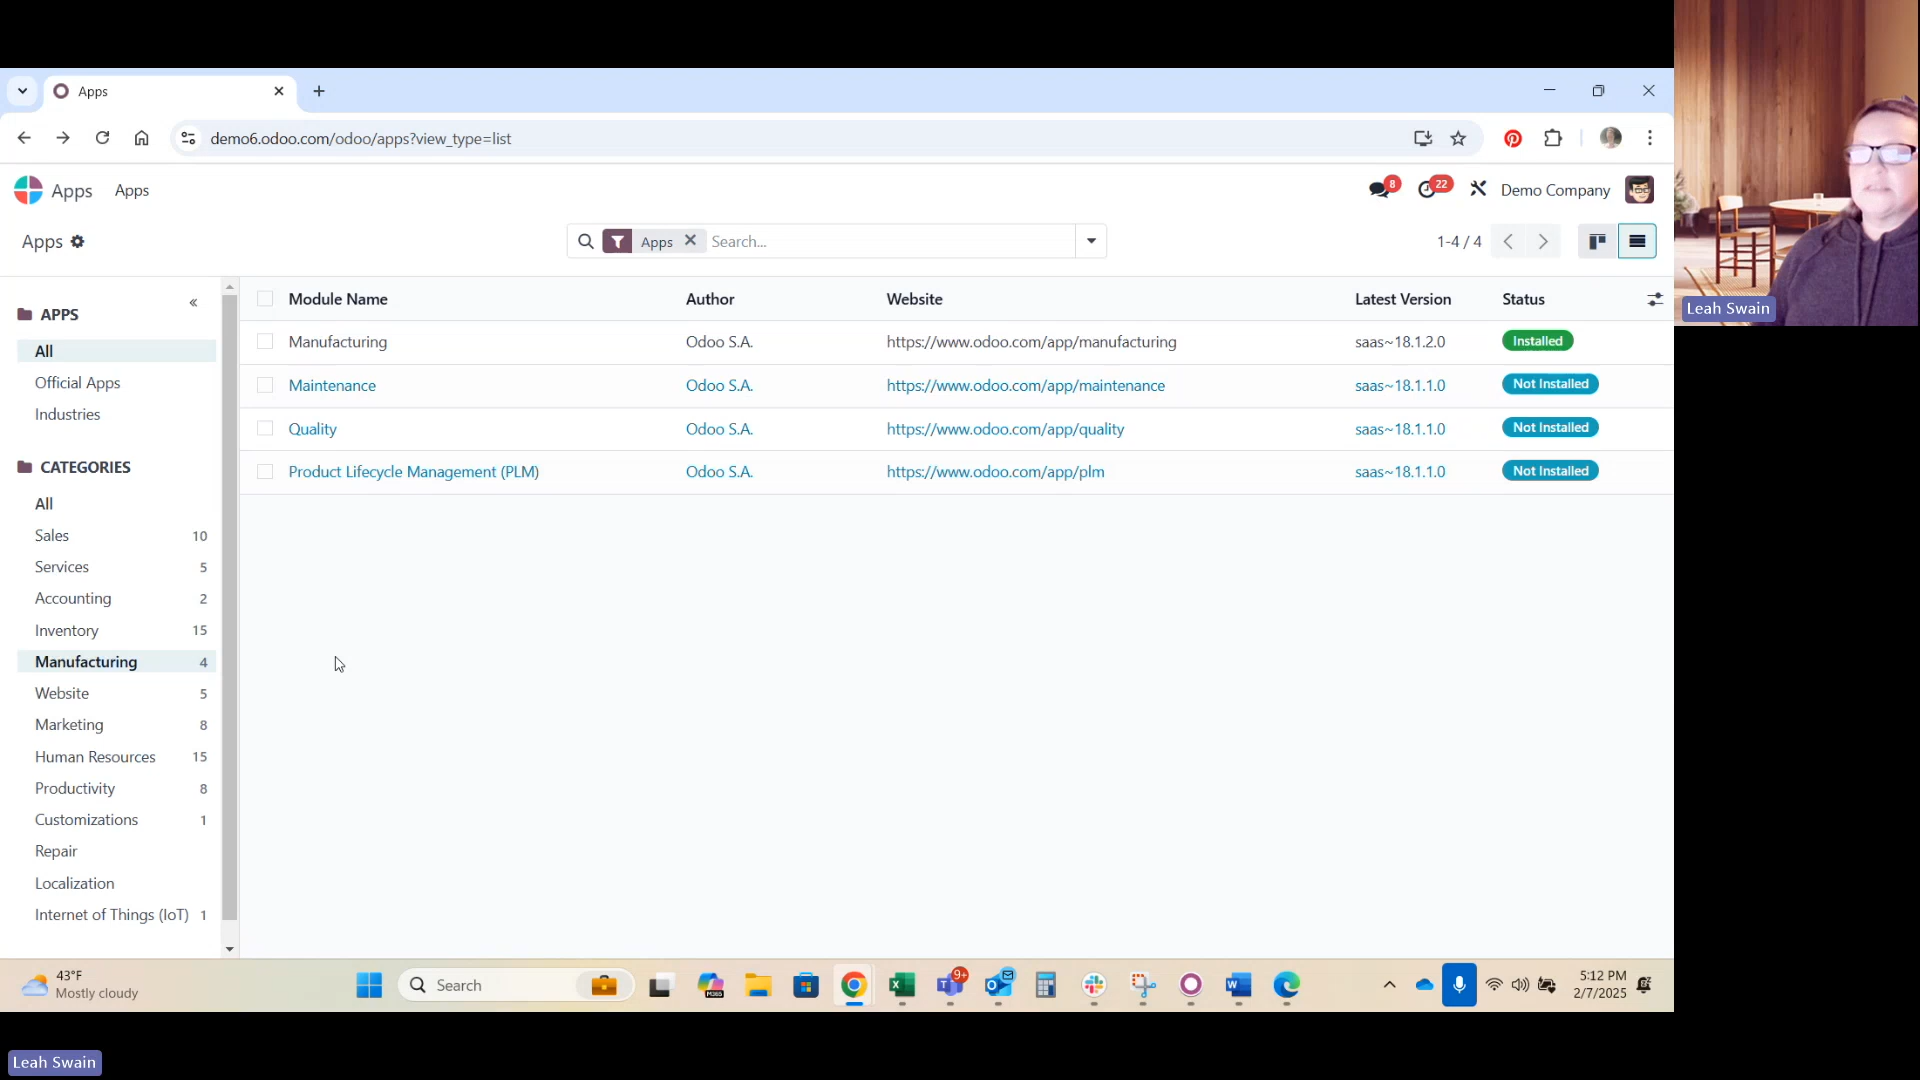 Apps
demo6.odoo.com/odoo/apps?view_type=list
Apps Apps
8 22 Demo Company
Apps
Apps Search...
1-4 / 4
APPS
All
Official Apps
Industries
CATEGORIES
All
Sales 10
Services 5
Accounting 2
Inventory 15
Manufacturing 4
Website 5
Marketing 8
Human Resources 15
Productivity 8
Customizations 1
Repair
Localization
Internet of Things (IoT) 1
Module Name Author Website Latest Version Status
Manufacturing Odoo S.A. https://www.odoo.com/app/manufacturing saas~18.1.2.0 Installed
Maintenance Odoo S.A. https://www.odoo.com/app/maintenance saas~18.1.1.0 Not Installed
Quality Odoo S.A. https://www.odoo.com/app/quality saas~18.1.1.0 Not Installed
Product Lifecycle Management (PLM) Odoo S.A. https://www.odoo.com/app/plm saas~18.1.1.0 Not Installed
Leah Swain
43°F
Mostly cloudy
Search
M365
9+
5:12 PM
2/7/2025
Leah Swain